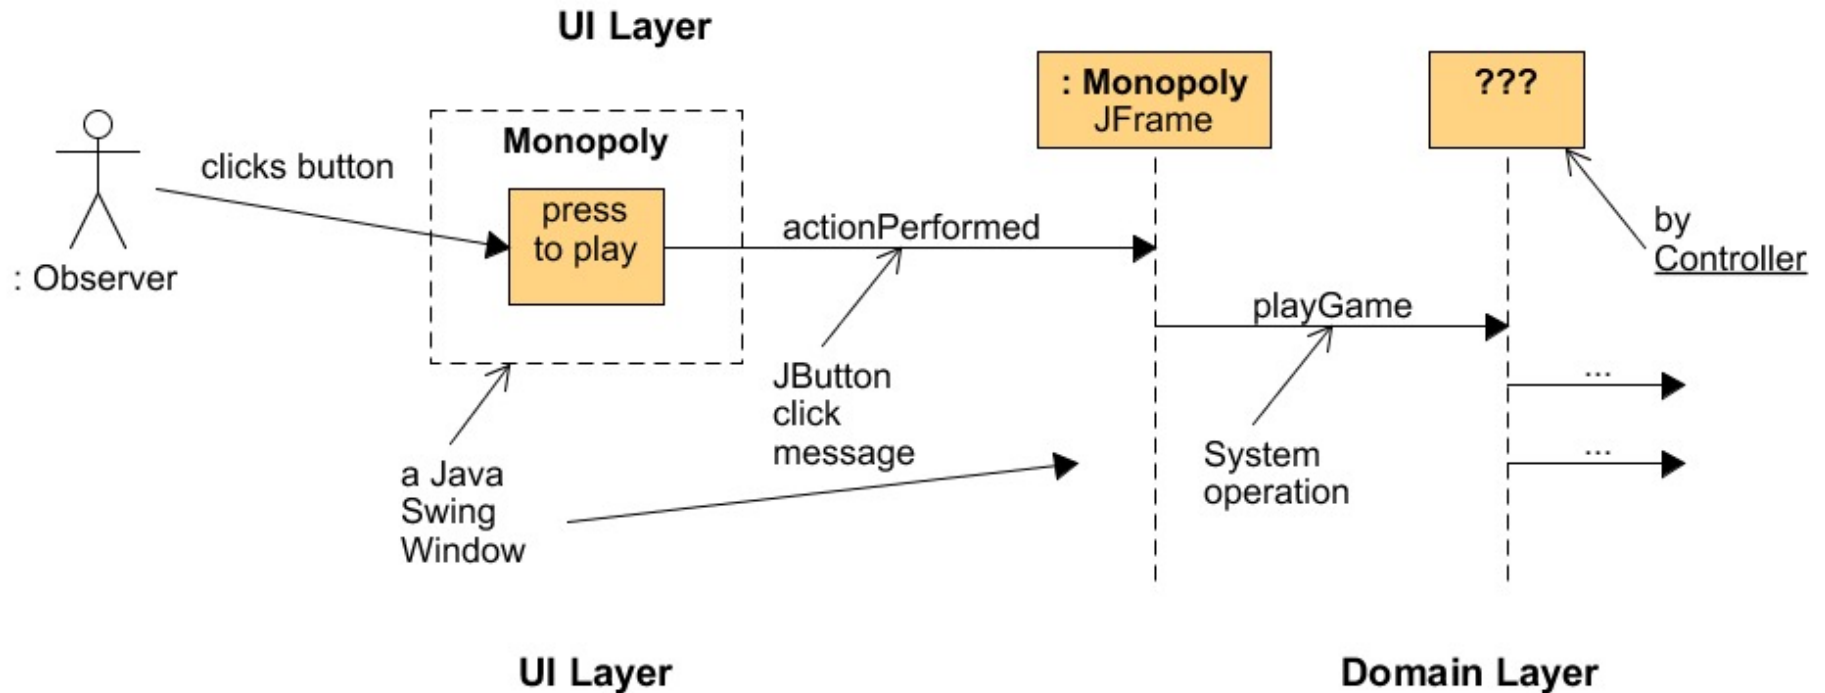 UI Layer
: Monopoly
JFrame
???
Monopoly
clicks button
press
to play
actionPerformed
: Observer
by
Controller
playGame
JButton
click
message
...
...
System
operation
a Java
Swing
Window
UI Layer
Domain Layer